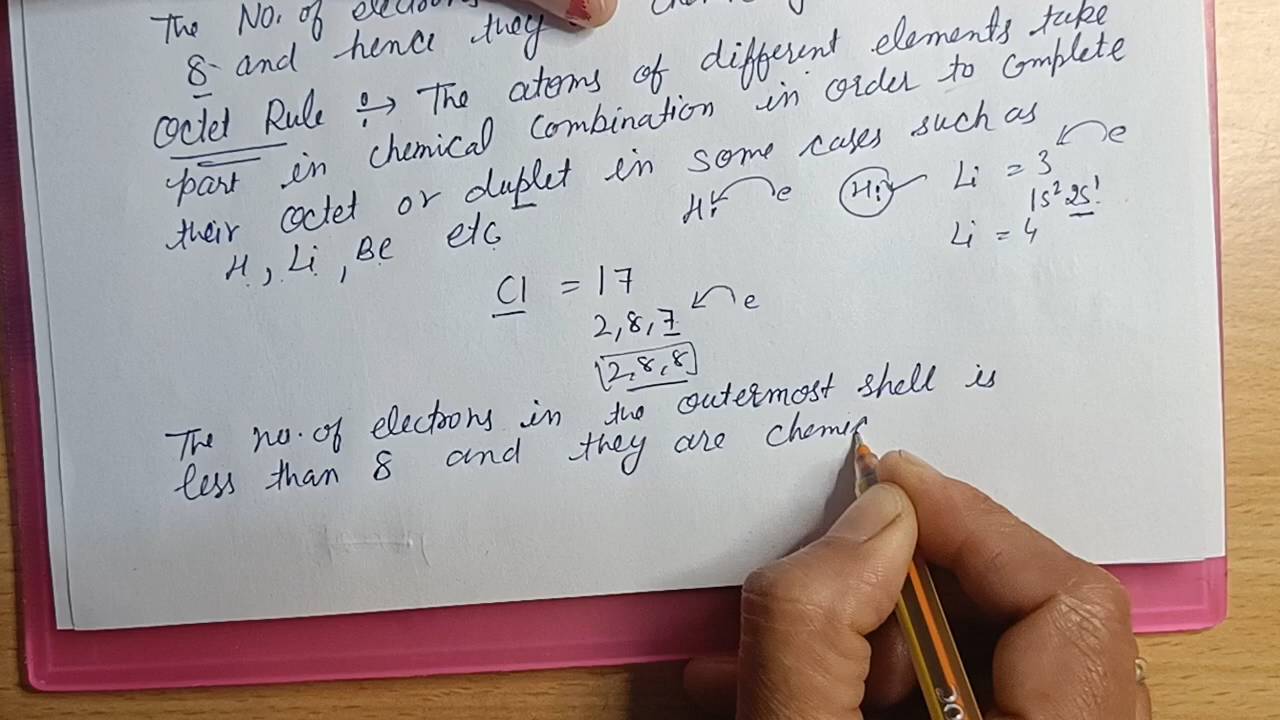 The No. of electrons
8 and hence they
Octet Rule :→ The atoms of different elements take
part in chemical combination in order to complete
their octet or duplet in some cases such as
H, Li, Be etc
H. e H: Li = 3 e
1s² 2s¹
Li = 4
Cl = 17
2,8,7 e
2,8,8
The no. of electrons in the outermost shell is
less than 8 and they are chemic